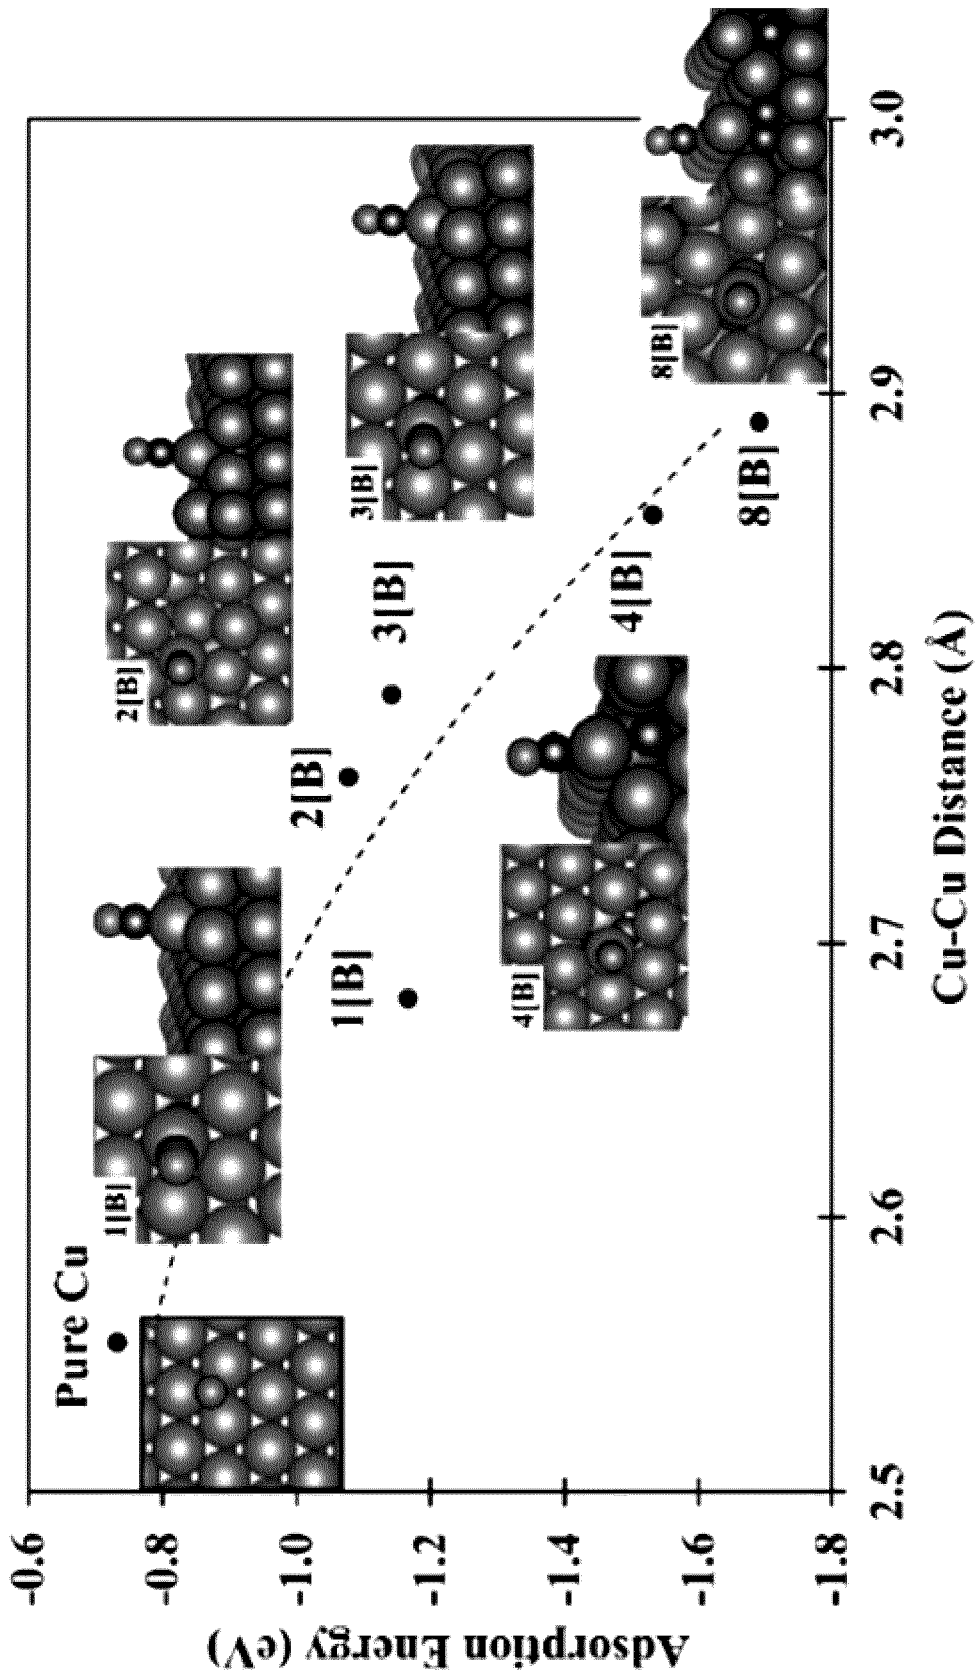 Adsorption Energy (eV)
-0.6
-0.8
-1.0
-1.2
-1.4
-1.6
-1.8
Pure Cu
1[B]
1[B]
2[B]
2[B]
3[B]
3[B]
4[B]
4[B]
8[B]
8[B]
2.5
2.6
2.7
2.8
2.9
3.0
Cu-Cu Distance (Å)